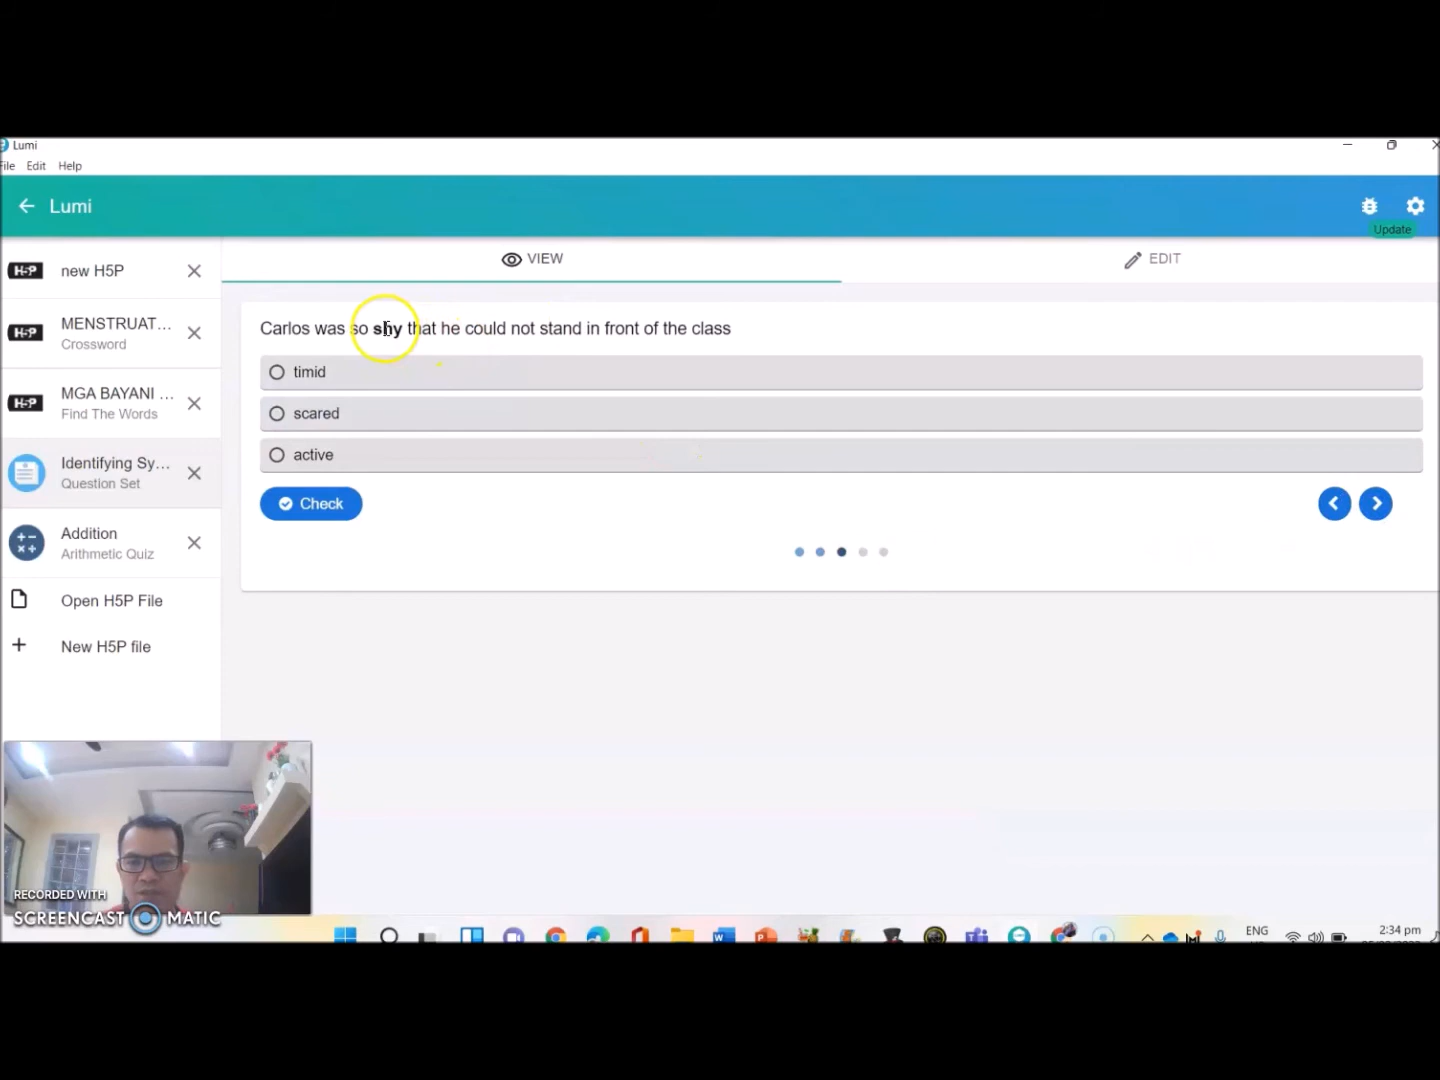 Lumi
File Edit Help
Lumi
Update
new H5P
MENSTRUAT...
Crossword
MGA BAYANI ...
Find The Words
Identifying Sy...
Question Set
Addition
Arithmetic Quiz
Open H5P File
New H5P file
VIEW
EDIT
Carlos was so shy that he could not stand in front of the class
timid
scared
active
Check
RECORDED WITH
SCREENCAST MATIC
ENG
2:34 pm